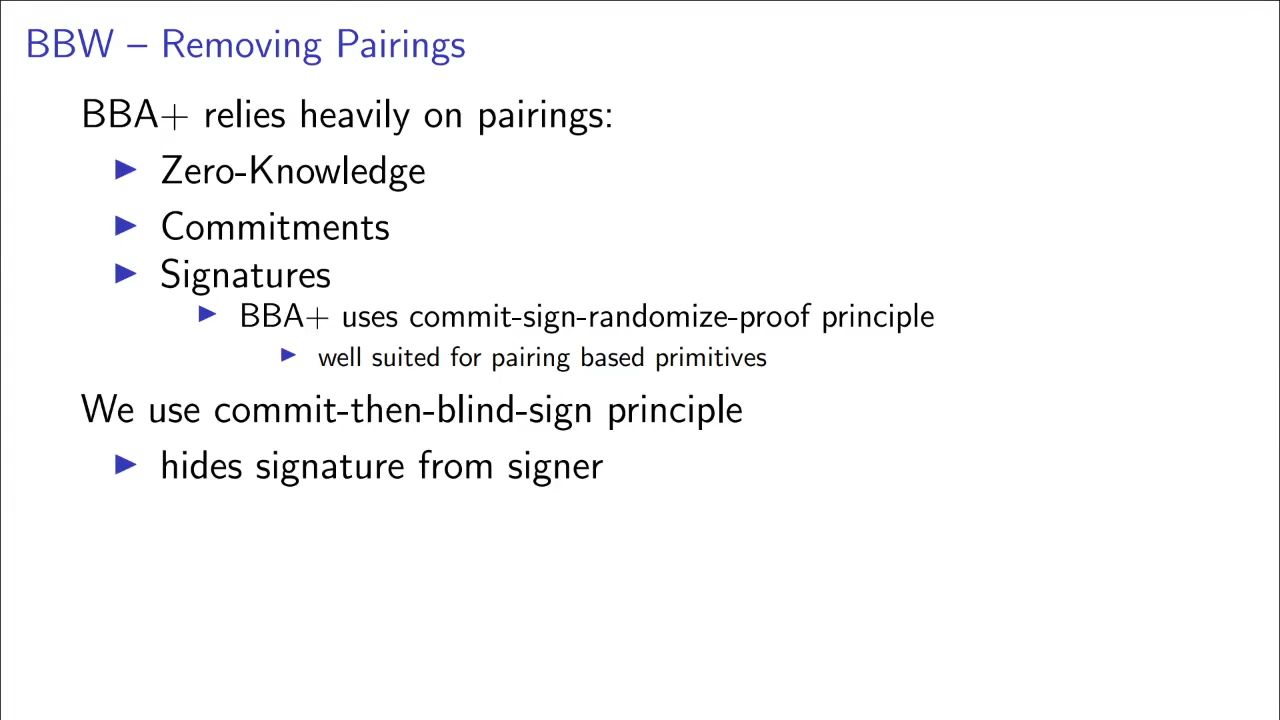 BBW – Removing Pairings
BBA+ relies heavily on pairings:
Zero-Knowledge
Commitments
Signatures
BBA+ uses commit-sign-randomize-proof principle
well suited for pairing based primitives
We use commit-then-blind-sign principle
hides signature from signer